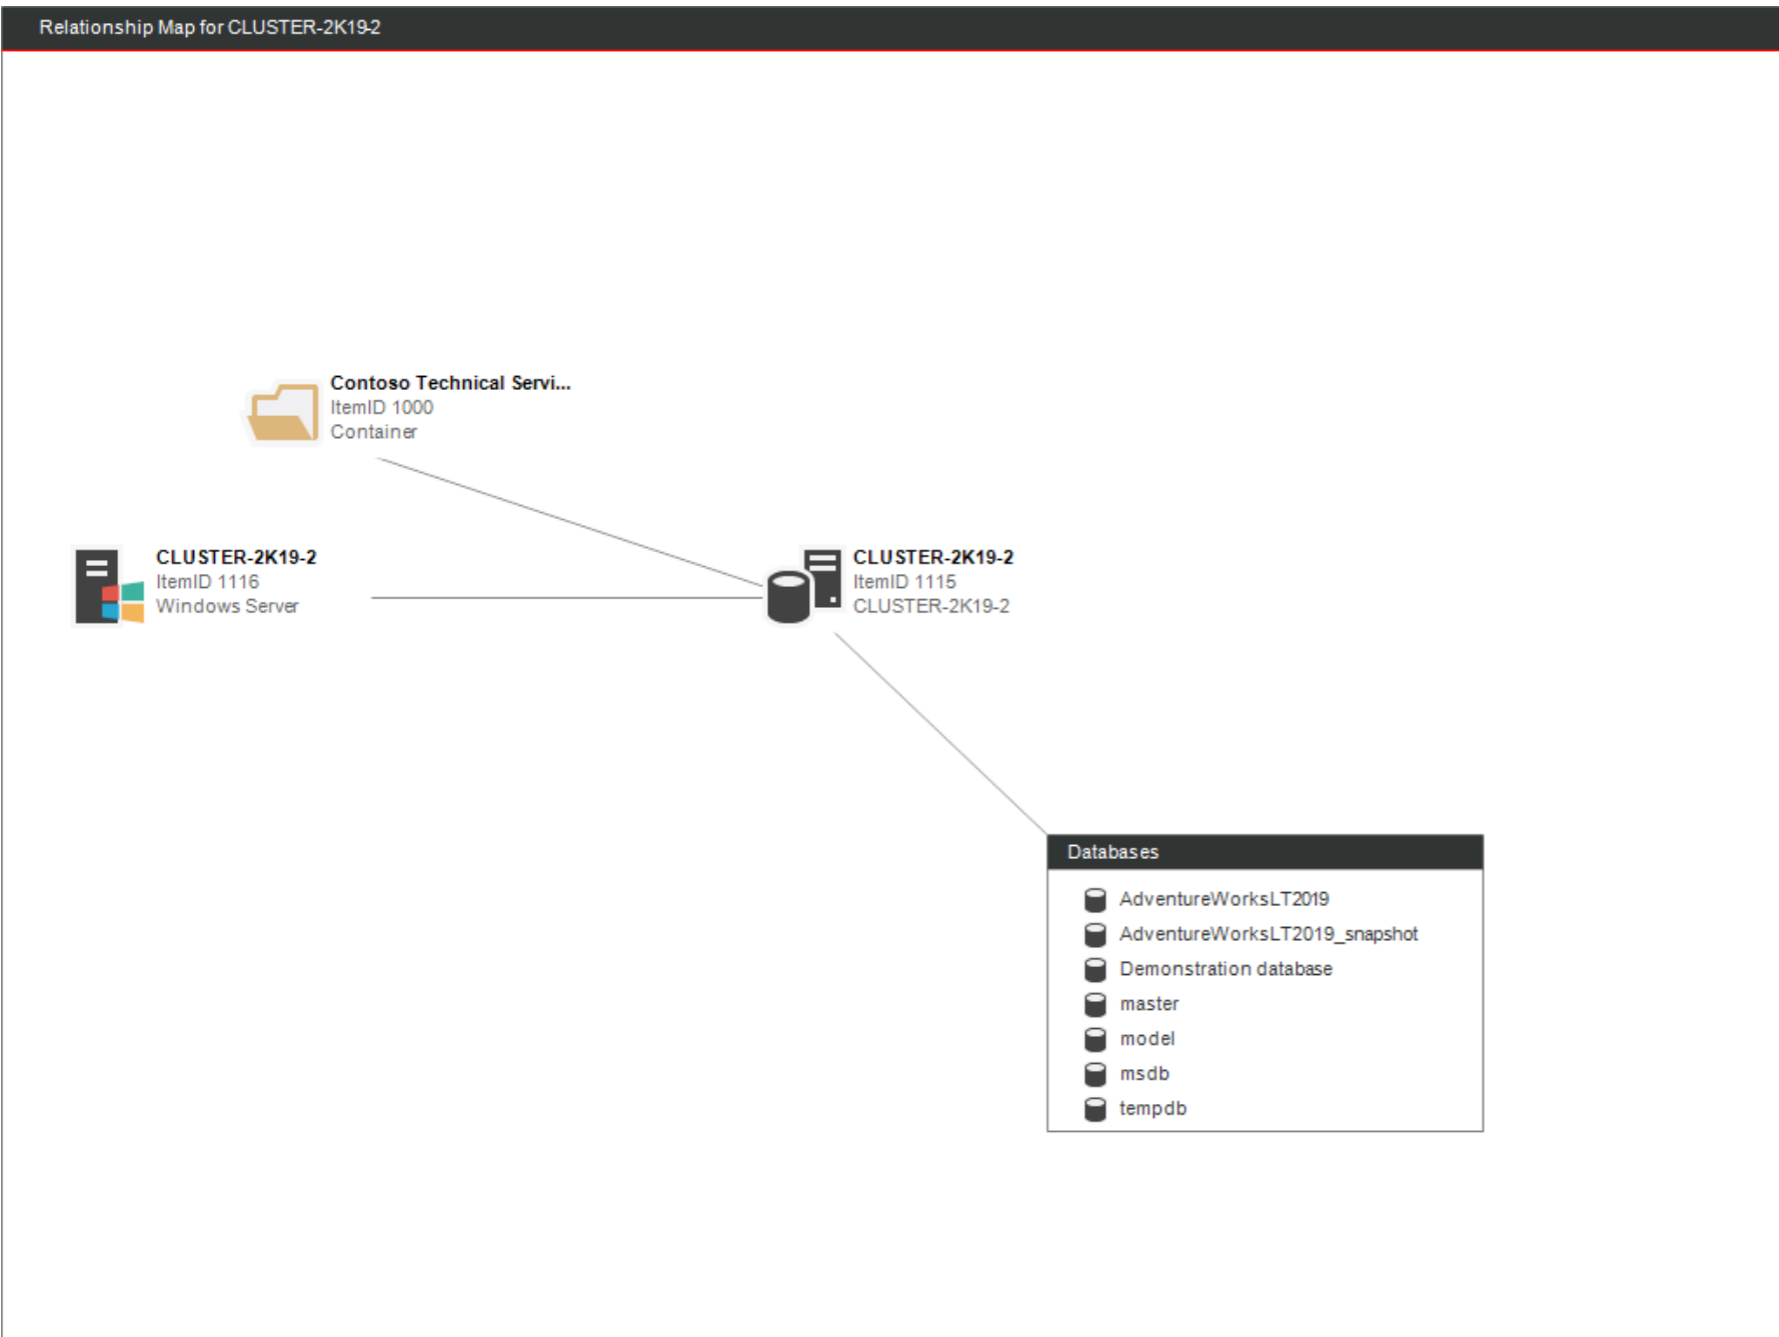 Relationship Map for CLUSTER-2K19-2
Contoso Technical Servi...
ItemID 1000
Container
CLUSTER-2K19-2
ItemID 1116
Windows Server
CLUSTER-2K19-2
ItemID 1115
CLUSTER-2K19-2
Databases
AdventureWorksLT2019
AdventureWorksLT2019_snapshot
Demonstration database
master
model
msdb
tempdb